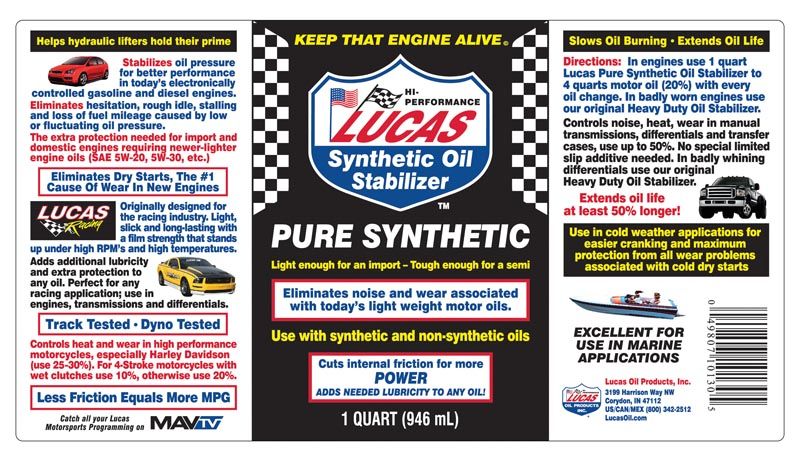 Helps hydraulic lifters hold their prime
Stabilizes oil pressure
for better performance
in today's electronically
controlled gasoline and diesel engines.
Eliminates hesitation, rough idle, stalling
and loss of fuel mileage caused by low
or fluctuating oil pressure.
The extra protection needed for import and
domestic engines requiring newer-lighter
engine oils (SAE 5W-20, 5W-30, etc.)
Eliminates Dry Starts, The #1
Cause Of Wear In New Engines
LUCAS
Racing
Originally designed for
the racing industry. Light,
slick and long-lasting with
a film strength that stands
up under high RPM's and high temperatures.
Adds additional lubricity
and extra protection to
any oil. Perfect for any
racing application; use in
engines, transmissions and differentials.
Track Tested • Dyno Tested
Controls heat and wear in high performance
motorcycles, especially Harley Davidson
(use 25-30%). For 4-Stroke motorcycles with
wet clutches use 10%, otherwise use 20%.
Less Friction Equals More MPG
Catch all your Lucas
Motorsports Programming on
MAVTV
KEEP THAT ENGINE ALIVE©
HI-
PERFORMANCE
LUCAS
Synthetic Oil
Stabilizer
TM
PURE SYNTHETIC
Light enough for an import – Tough enough for a semi
Eliminates noise and wear associated
with today's light weight motor oils.
Use with synthetic and non-synthetic oils
Cuts internal friction for more
POWER
ADDS NEEDED LUBRICITY TO ANY OIL!
1 QUART (946 mL)
Slows Oil Burning • Extends Oil Life
Directions: In engines use 1 quart
Lucas Pure Synthetic Oil Stabilizer to
4 quarts motor oil (20%) with every
oil change. In badly worn engines use
our original Heavy Duty Oil Stabilizer.
Controls noise, heat, wear in manual
transmissions, differentials and transfer
cases, use up to 50%. No special limited
slip additive needed. In badly whining
differentials use our original
Heavy Duty Oil Stabilizer.
Extends oil life
at least 50% longer!
Use in cold weather applications for
easier cranking and maximum
protection from all wear problems
associated with cold dry starts
EXCELLENT FOR
USE IN MARINE
APPLICATIONS
LUCAS
OIL PRODUCTS
INC.
Lucas Oil Products, Inc.
3199 Harrison Way NW
Corydon, IN 47112
US/CAN/MEX (800) 342-2512
LucasOil.com
0 49807 10130 5